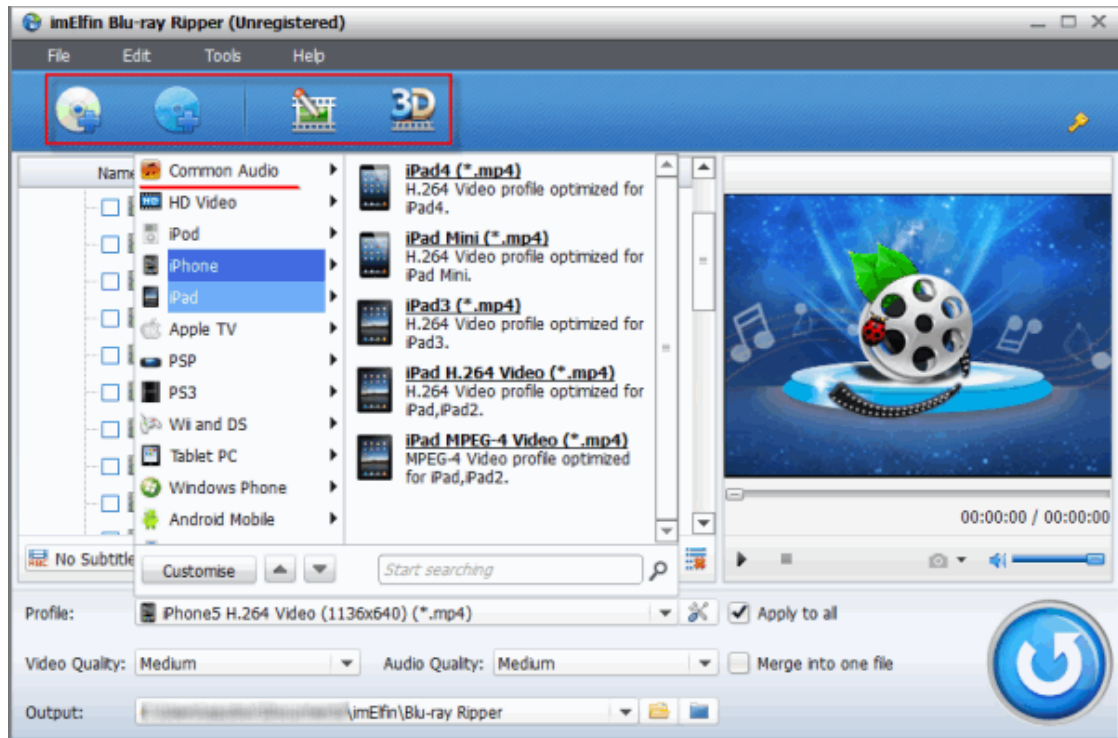 imElfin Blu-ray Ripper (Unregistered)
File Edit Tools Help
3D
Name
Common Audio
HD Video
iPod
iPhone
iPad
Apple TV
PSP
PS3
Wii and DS
Tablet PC
Windows Phone
Android Mobile
iPad4 (*.mp4)
H.264 Video profile optimized for
iPad4.
iPad Mini (*.mp4)
H.264 Video profile optimized for
iPad Mini.
iPad3 (*.mp4)
H.264 Video profile optimized for
iPad3.
iPad H.264 Video (*.mp4)
H.264 Video profile optimized for
iPad,iPad2.
iPad MPEG-4 Video (*.mp4)
MPEG-4 Video profile optimized
for iPad,iPad2.
00:00:00 / 00:00:00
No Subtitle
Customise
Start searching
Profile: iPhone5 H.264 Video (1136x640) (*.mp4) Apply to all
Video Quality: Medium Audio Quality: Medium Merge into one file
Output: \imElfin\Blu-ray Ripper